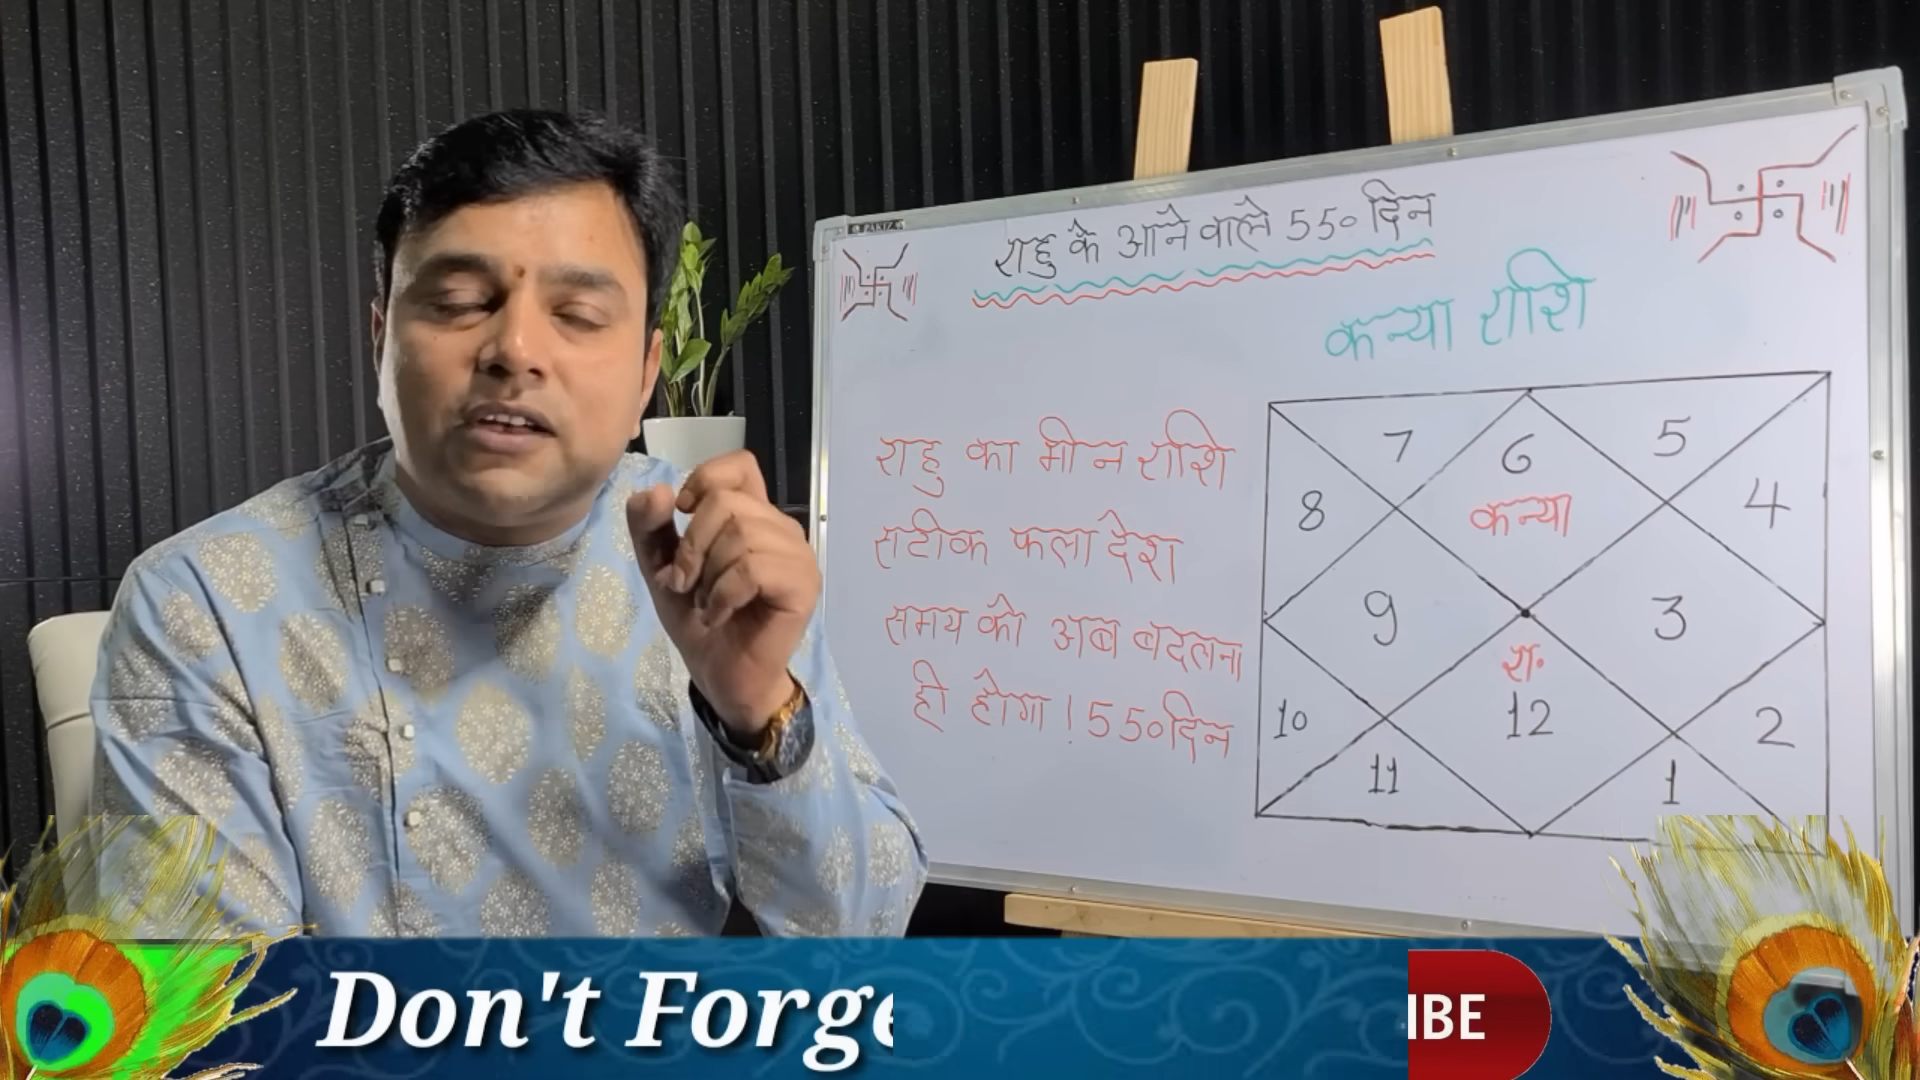 राहु के आने वाले 550 दिन
कन्या राशि
राहु का मीन राशि
सटीक फलादेश
समय को अब बदलना
ही होगा ! 550 दिन
7
6
5
8
कन्या
4
9
3
रा.
10
12
2
11
1
Don't Forge
IBE